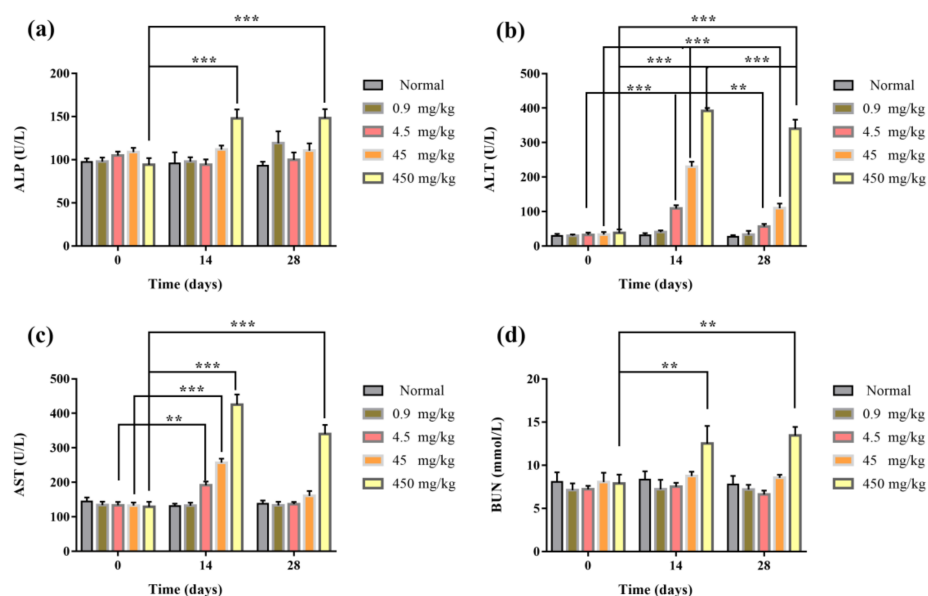 (a)
***
***
200
150
100
50
0
ALP (U/L)
0 14 28
Time (days)
Normal
0.9 mg/kg
4.5 mg/kg
45 mg/kg
450 mg/kg
(b)
***
***
*** ***
*** **
500
400
300
200
100
0
ALT (U/L)
0 14 28
Time (days)
Normal
0.9 mg/kg
4.5 mg/kg
45 mg/kg
450 mg/kg
(c)
***
***
***
**
500
400
300
200
100
0
AST (U/L)
0 14 28
Time (days)
Normal
0.9 mg/kg
4.5 mg/kg
45 mg/kg
450 mg/kg
(d)
**
**
20
15
10
5
0
BUN (mmol/L)
0 14 28
Time (days)
Normal
0.9 mg/kg
4.5 mg/kg
45 mg/kg
450 mg/kg